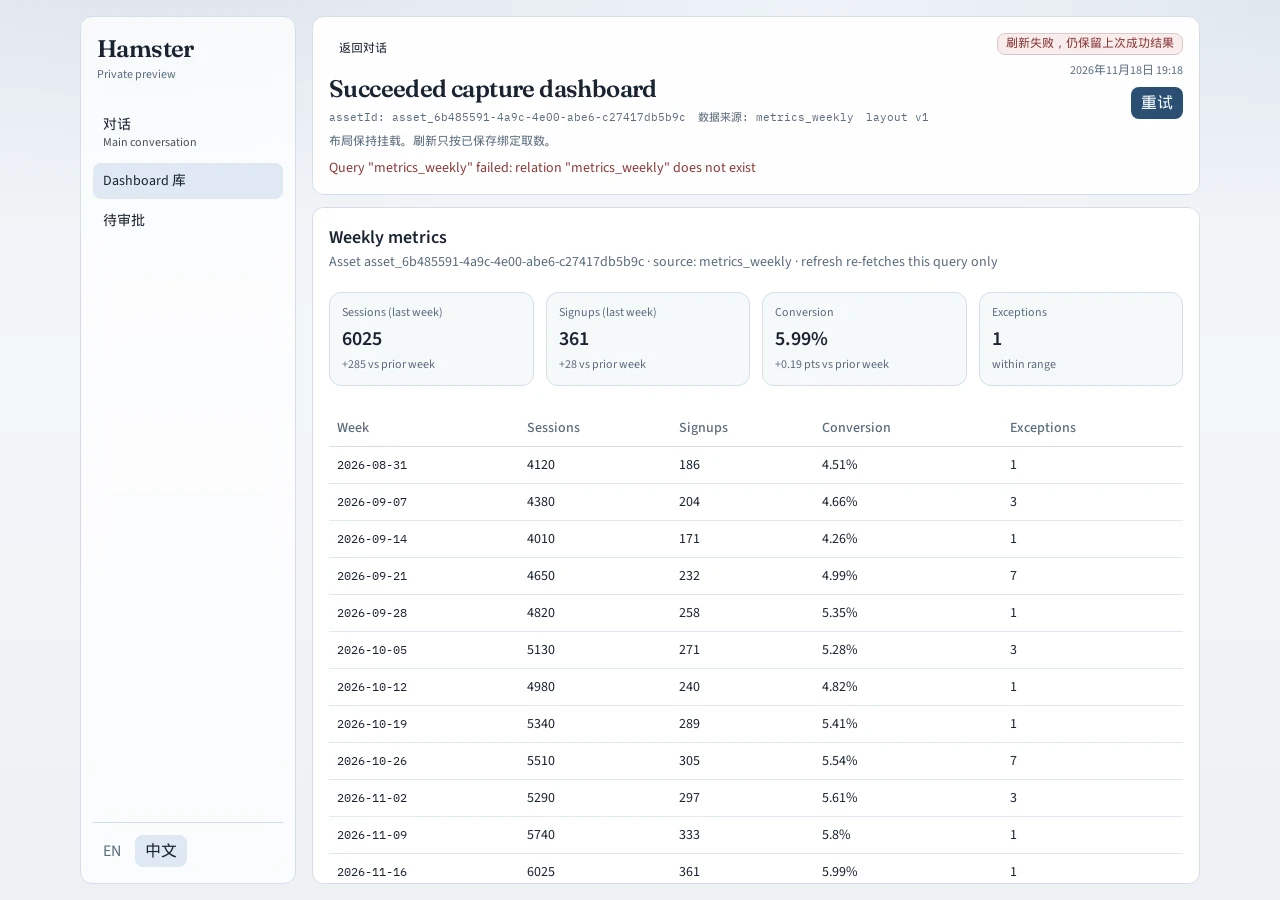 Hamster
Private preview
对话
Main conversation
Dashboard 库
待审批
EN 中文
返回对话
刷新失败，仍保留上次成功结果
2026年11月18日 19:18
重试
Succeeded capture dashboard
assetId: asset_6b485591-4a9c-4e00-abe6-c27417db5b9c 数据来源: metrics_weekly layout v1
布局保持挂载。刷新只按已保存绑定取数。
Query "metrics_weekly" failed: relation "metrics_weekly" does not exist
Weekly metrics
Asset asset_6b485591-4a9c-4e00-abe6-c27417db5b9c · source: metrics_weekly · refresh re-fetches this query only
Sessions (last week)
6025
+285 vs prior week
Signups (last week)
361
+28 vs prior week
Conversion
5.99%
+0.19 pts vs prior week
Exceptions
1
within range
Week Sessions Signups Conversion Exceptions
2026-08-31 4120 186 4.51% 1
2026-09-07 4380 204 4.66% 3
2026-09-14 4010 171 4.26% 1
2026-09-21 4650 232 4.99% 7
2026-09-28 4820 258 5.35% 1
2026-10-05 5130 271 5.28% 3
2026-10-12 4980 240 4.82% 1
2026-10-19 5340 289 5.41% 1
2026-10-26 5510 305 5.54% 7
2026-11-02 5290 297 5.61% 3
2026-11-09 5740 333 5.8% 1
2026-11-16 6025 361 5.99% 1